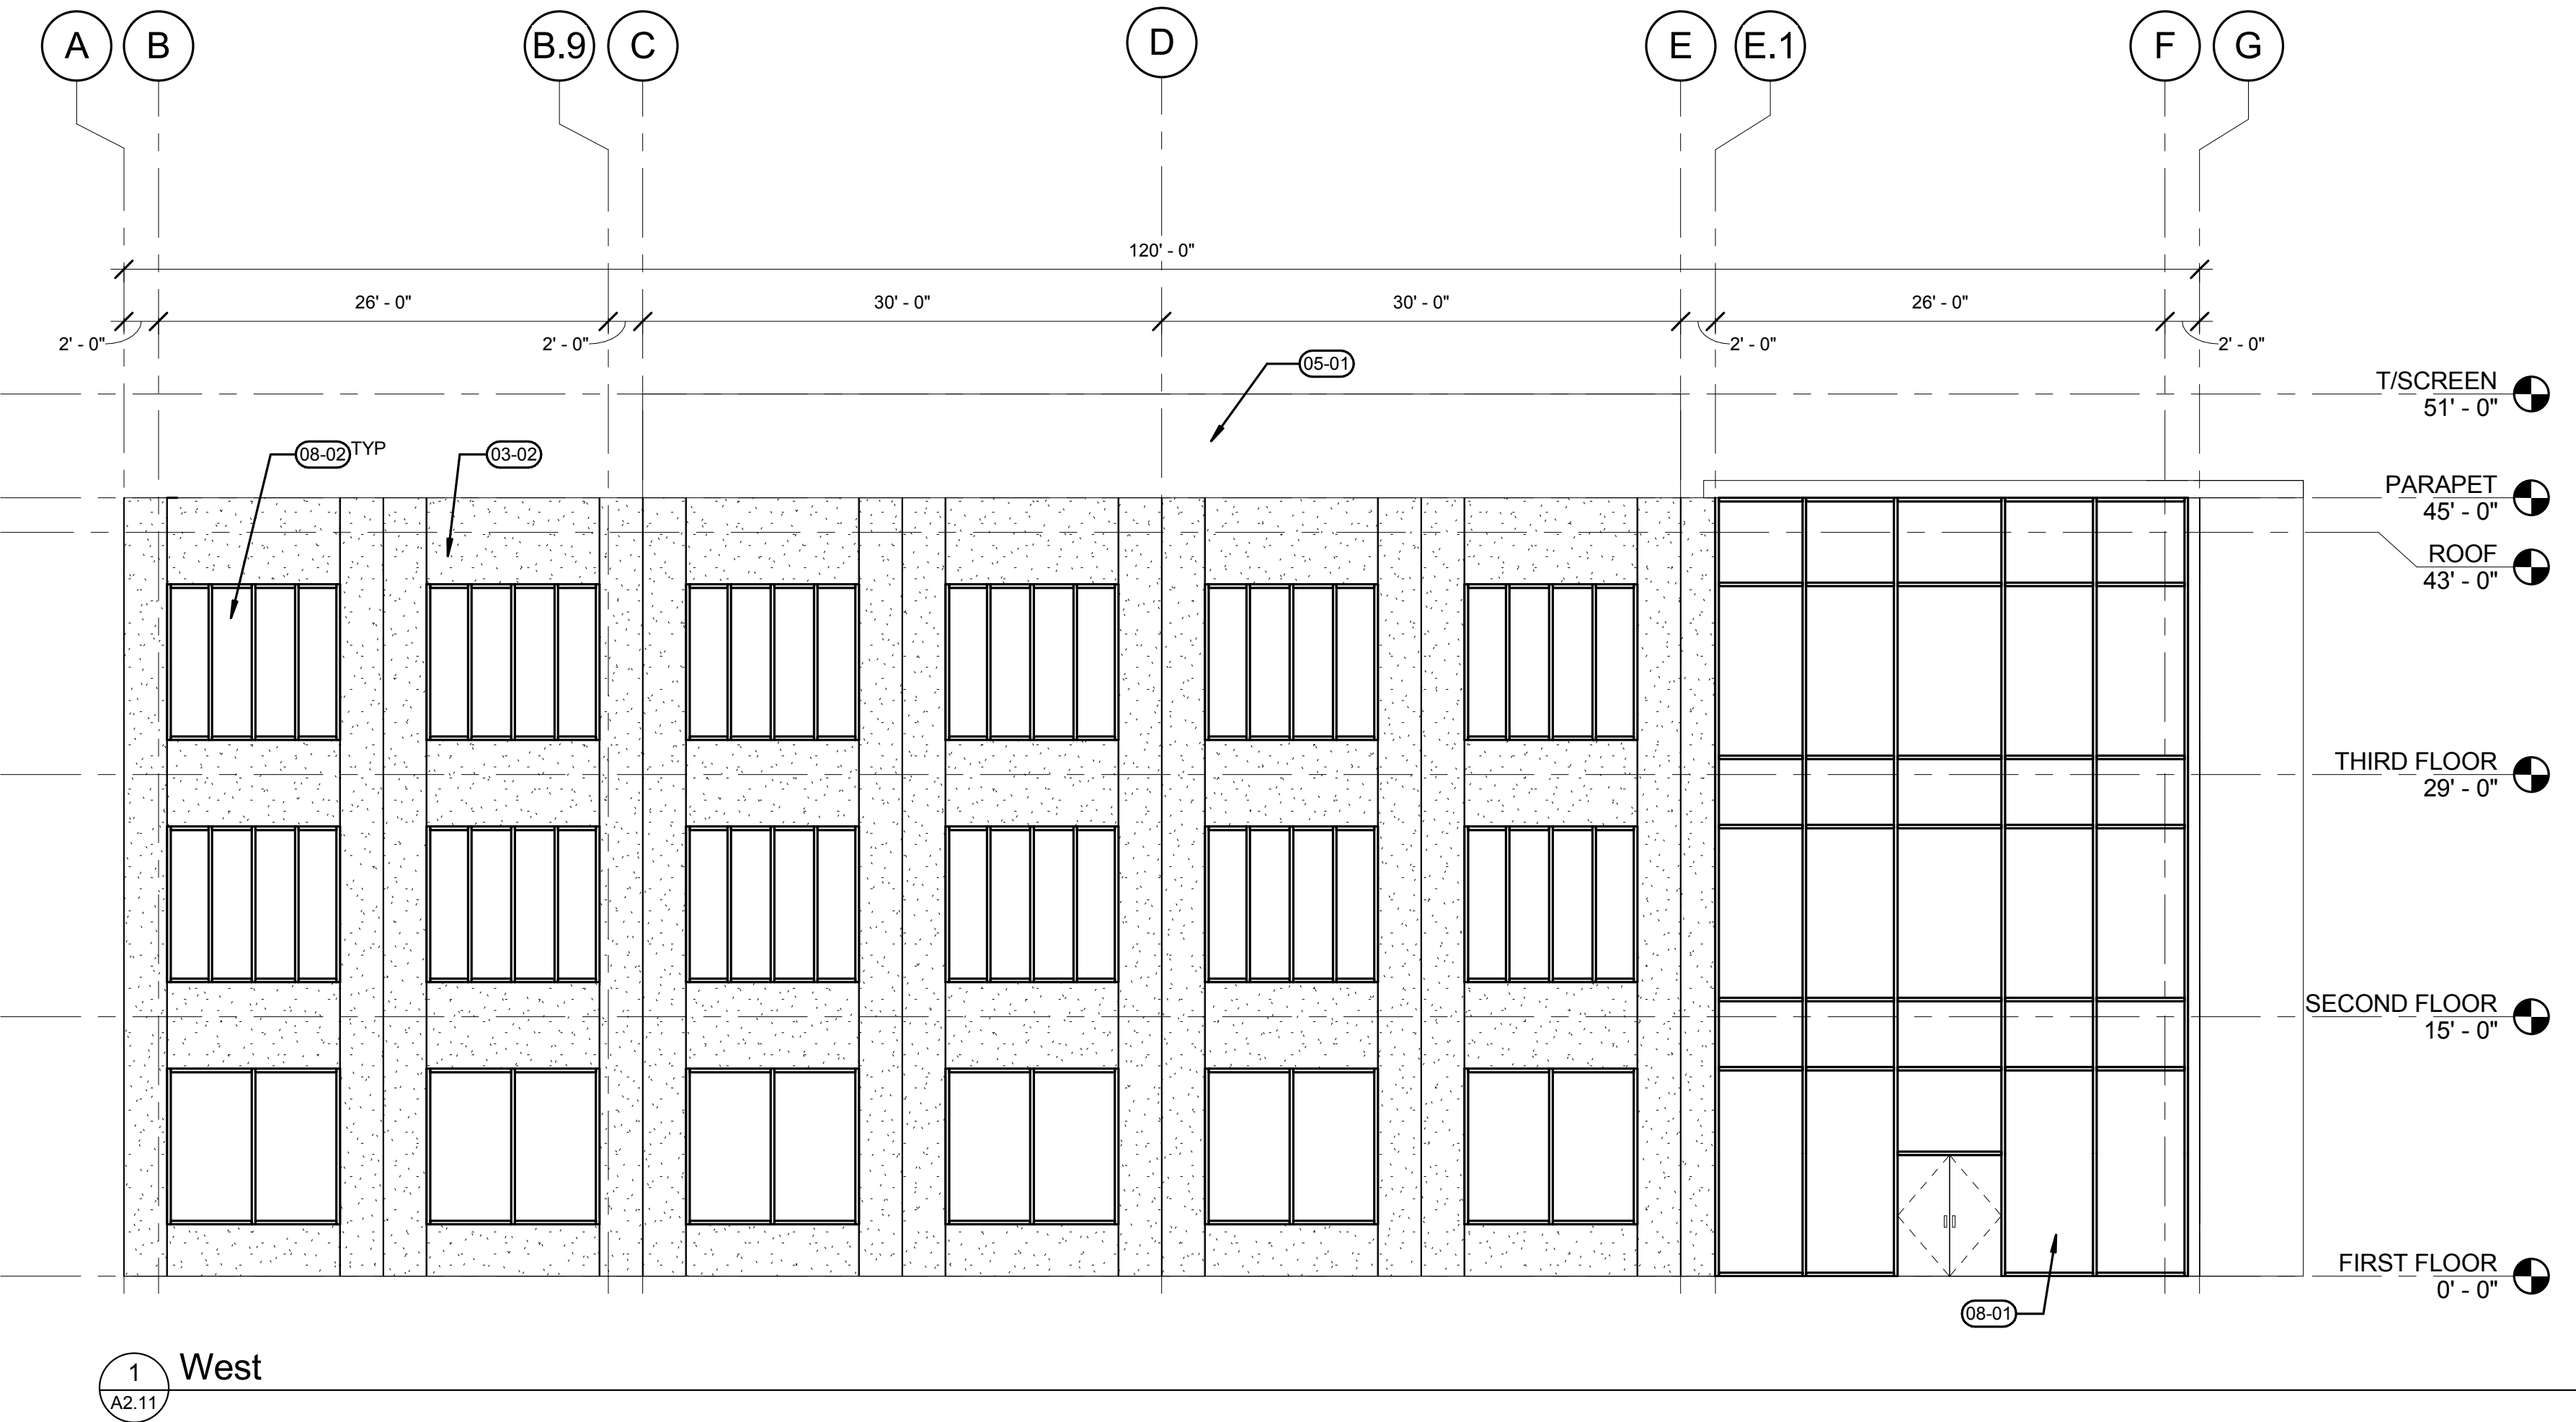 A B B.9 C D E E.1 F G
120' - 0"
26' - 0" 30' - 0" 30' - 0" 26' - 0"
2' - 0" 2' - 0" 2' - 0" 2' - 0"
05-01
T/SCREEN
51' - 0"
08-02 TYP 03-02
PARAPET
45' - 0"
ROOF
43' - 0"
THIRD FLOOR
29' - 0"
SECOND FLOOR
15' - 0"
FIRST FLOOR
0' - 0"
08-01
1 West
A2.11